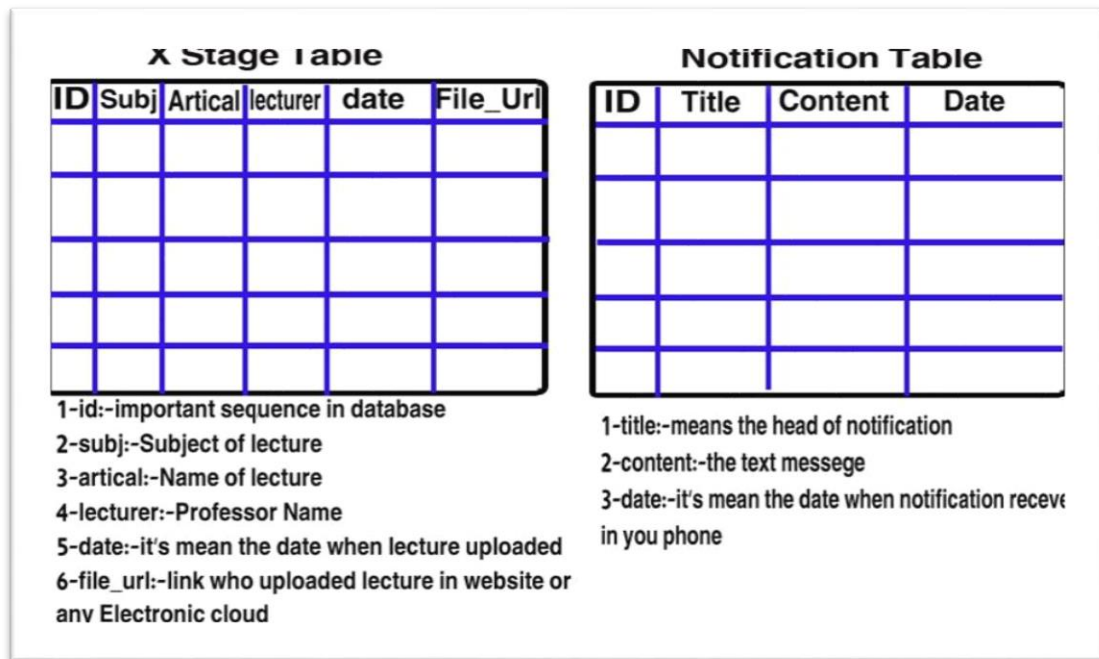 X Stage Table
ID Subj Artical lecturer date File_Url
1-id:-important sequence in database
2-subj:-Subject of lecture
3-artical:-Name of lecture
4-lecturer:-Professor Name
5-date:-it's mean the date when lecture uploaded
6-file_url:-link who uploaded lecture in website or
any Electronic cloud
Notification Table
ID Title Content Date
1-title:-means the head of notification
2-content:-the text messege
3-date:-it's mean the date when notification receve
in you phone